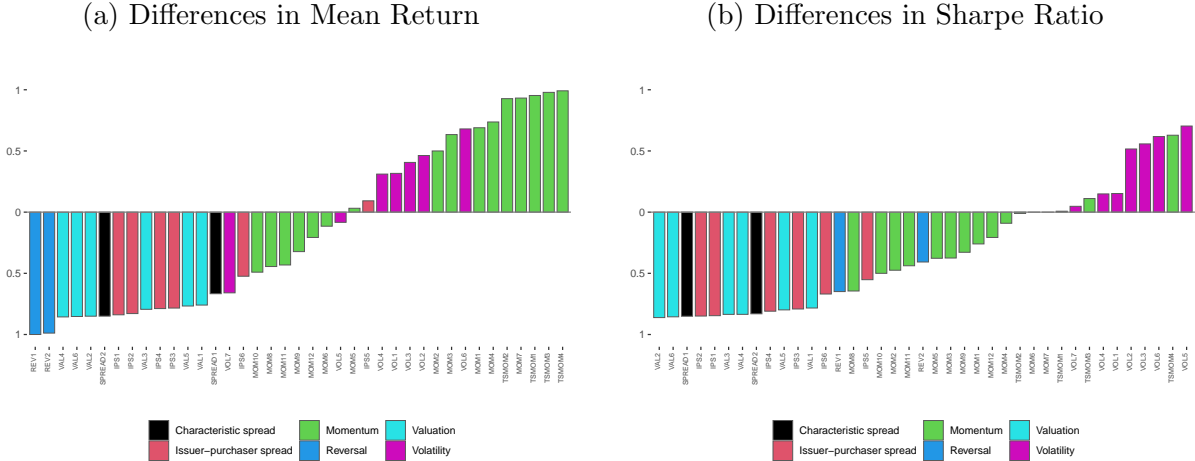 (a) Differences in Mean Return
1
0.5
0
0.5
1
REV1
REV2
VAL4
VAL6
VAL2
SPREAD2
IPS1
IPS2
VAL3
IPS4
IPS3
VAL5
VAL1
SPREAD1
VOL7
IPS6
MOM10
MOM8
MOM11
MOM9
MOM12
MOM6
VOL5
MOM5
IPS5
VOL4
VOL1
VOL3
VOL2
MOM2
MOM3
VOL6
MOM1
MOM4
TSMOM2
MOM7
TSMOM1
TSMOM3
TSMOM4
Characteristic spread
Momentum
Valuation
Issuer−purchaser spread
Reversal
Volatility
(b) Differences in Sharpe Ratio
1
0.5
0
0.5
1
VAL2
VAL6
SPREAD1
IPS2
IPS1
VAL3
VAL4
SPREAD2
IPS4
VAL5
IPS3
VAL1
IPS6
REV1
MOM8
IPS5
MOM10
MOM2
MOM11
REV2
MOM5
MOM3
MOM9
MOM1
MOM12
MOM4
TSMOM2
MOM6
MOM7
TSMOM1
VOL7
TSMOM3
VOL4
VOL1
VOL2
VOL3
VOL6
TSMOM4
VOL5
Characteristic spread
Momentum
Valuation
Issuer−purchaser spread
Reversal
Volatility